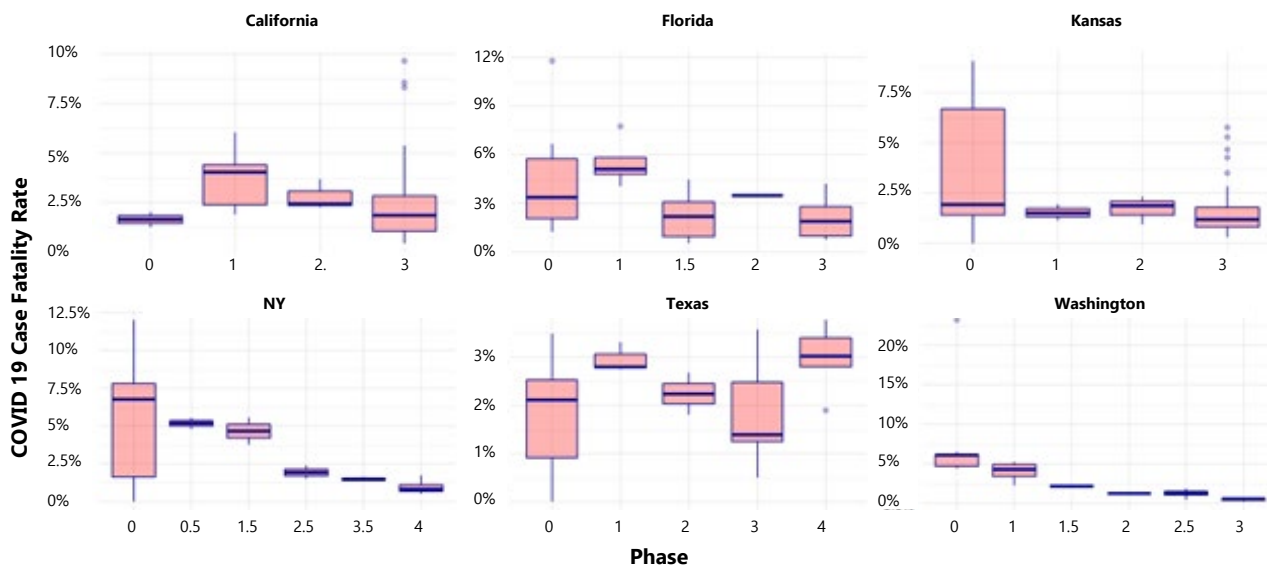 California
Florida
Kansas
COVID 19 Case Fatality Rate
10%
7.5%
5%
2.5%
0%
0 1 2. 3
12%
9%
6%
3%
0%
0 1 1.5 2 3
7.5%
5%
2.5%
0%
0 1 2 3
NY
Texas
Washington
12.5%
10%
7.5%
5%
2.5%
0%
0 0.5 1.5 2.5 3.5 4
3%
2%
1%
0%
0 1 2 3 4
20%
15%
10%
5%
0%
0 1 1.5 2 2.5 3
Phase